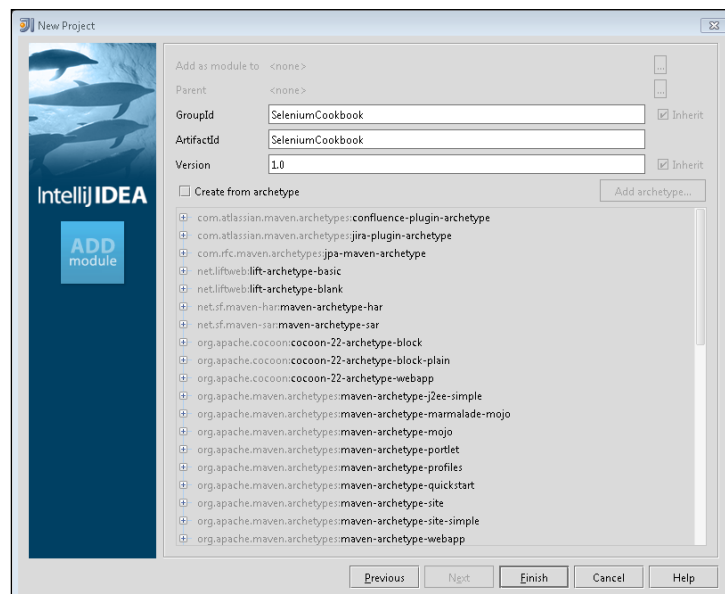 New Project
Add as module to <none> ...
Parent <none> ...
GroupId SeleniumCookbook Inherit
ArtifactId SeleniumCookbook
Version 1.0 Inherit
IntelliJ IDEA
ADD
module
Create from archetype Add archetype...
com.atlassian.maven.archetypes:confluence-plugin-archetype
com.atlassian.maven.archetypes:jira-plugin-archetype
com.rfc.maven.archetypes:jpa-maven-archetype
net.liftweb:lift-archetype-basic
net.liftweb:lift-archetype-blank
net.sf.maven-har:maven-archetype-har
net.sf.maven-sar:maven-archetype-sar
org.apache.cocoon:cocoon-22-archetype-block
org.apache.cocoon:cocoon-22-archetype-block-plain
org.apache.cocoon:cocoon-22-archetype-webapp
org.apache.maven.archetypes:maven-archetype-j2ee-simple
org.apache.maven.archetypes:maven-archetype-marmalade-mojo
org.apache.maven.archetypes:maven-archetype-mojo
org.apache.maven.archetypes:maven-archetype-portlet
org.apache.maven.archetypes:maven-archetype-profiles
org.apache.maven.archetypes:maven-archetype-quickstart
org.apache.maven.archetypes:maven-archetype-site
org.apache.maven.archetypes:maven-archetype-site-simple
org.apache.maven.archetypes:maven-archetype-webapp
Previous Next Finish Cancel Help